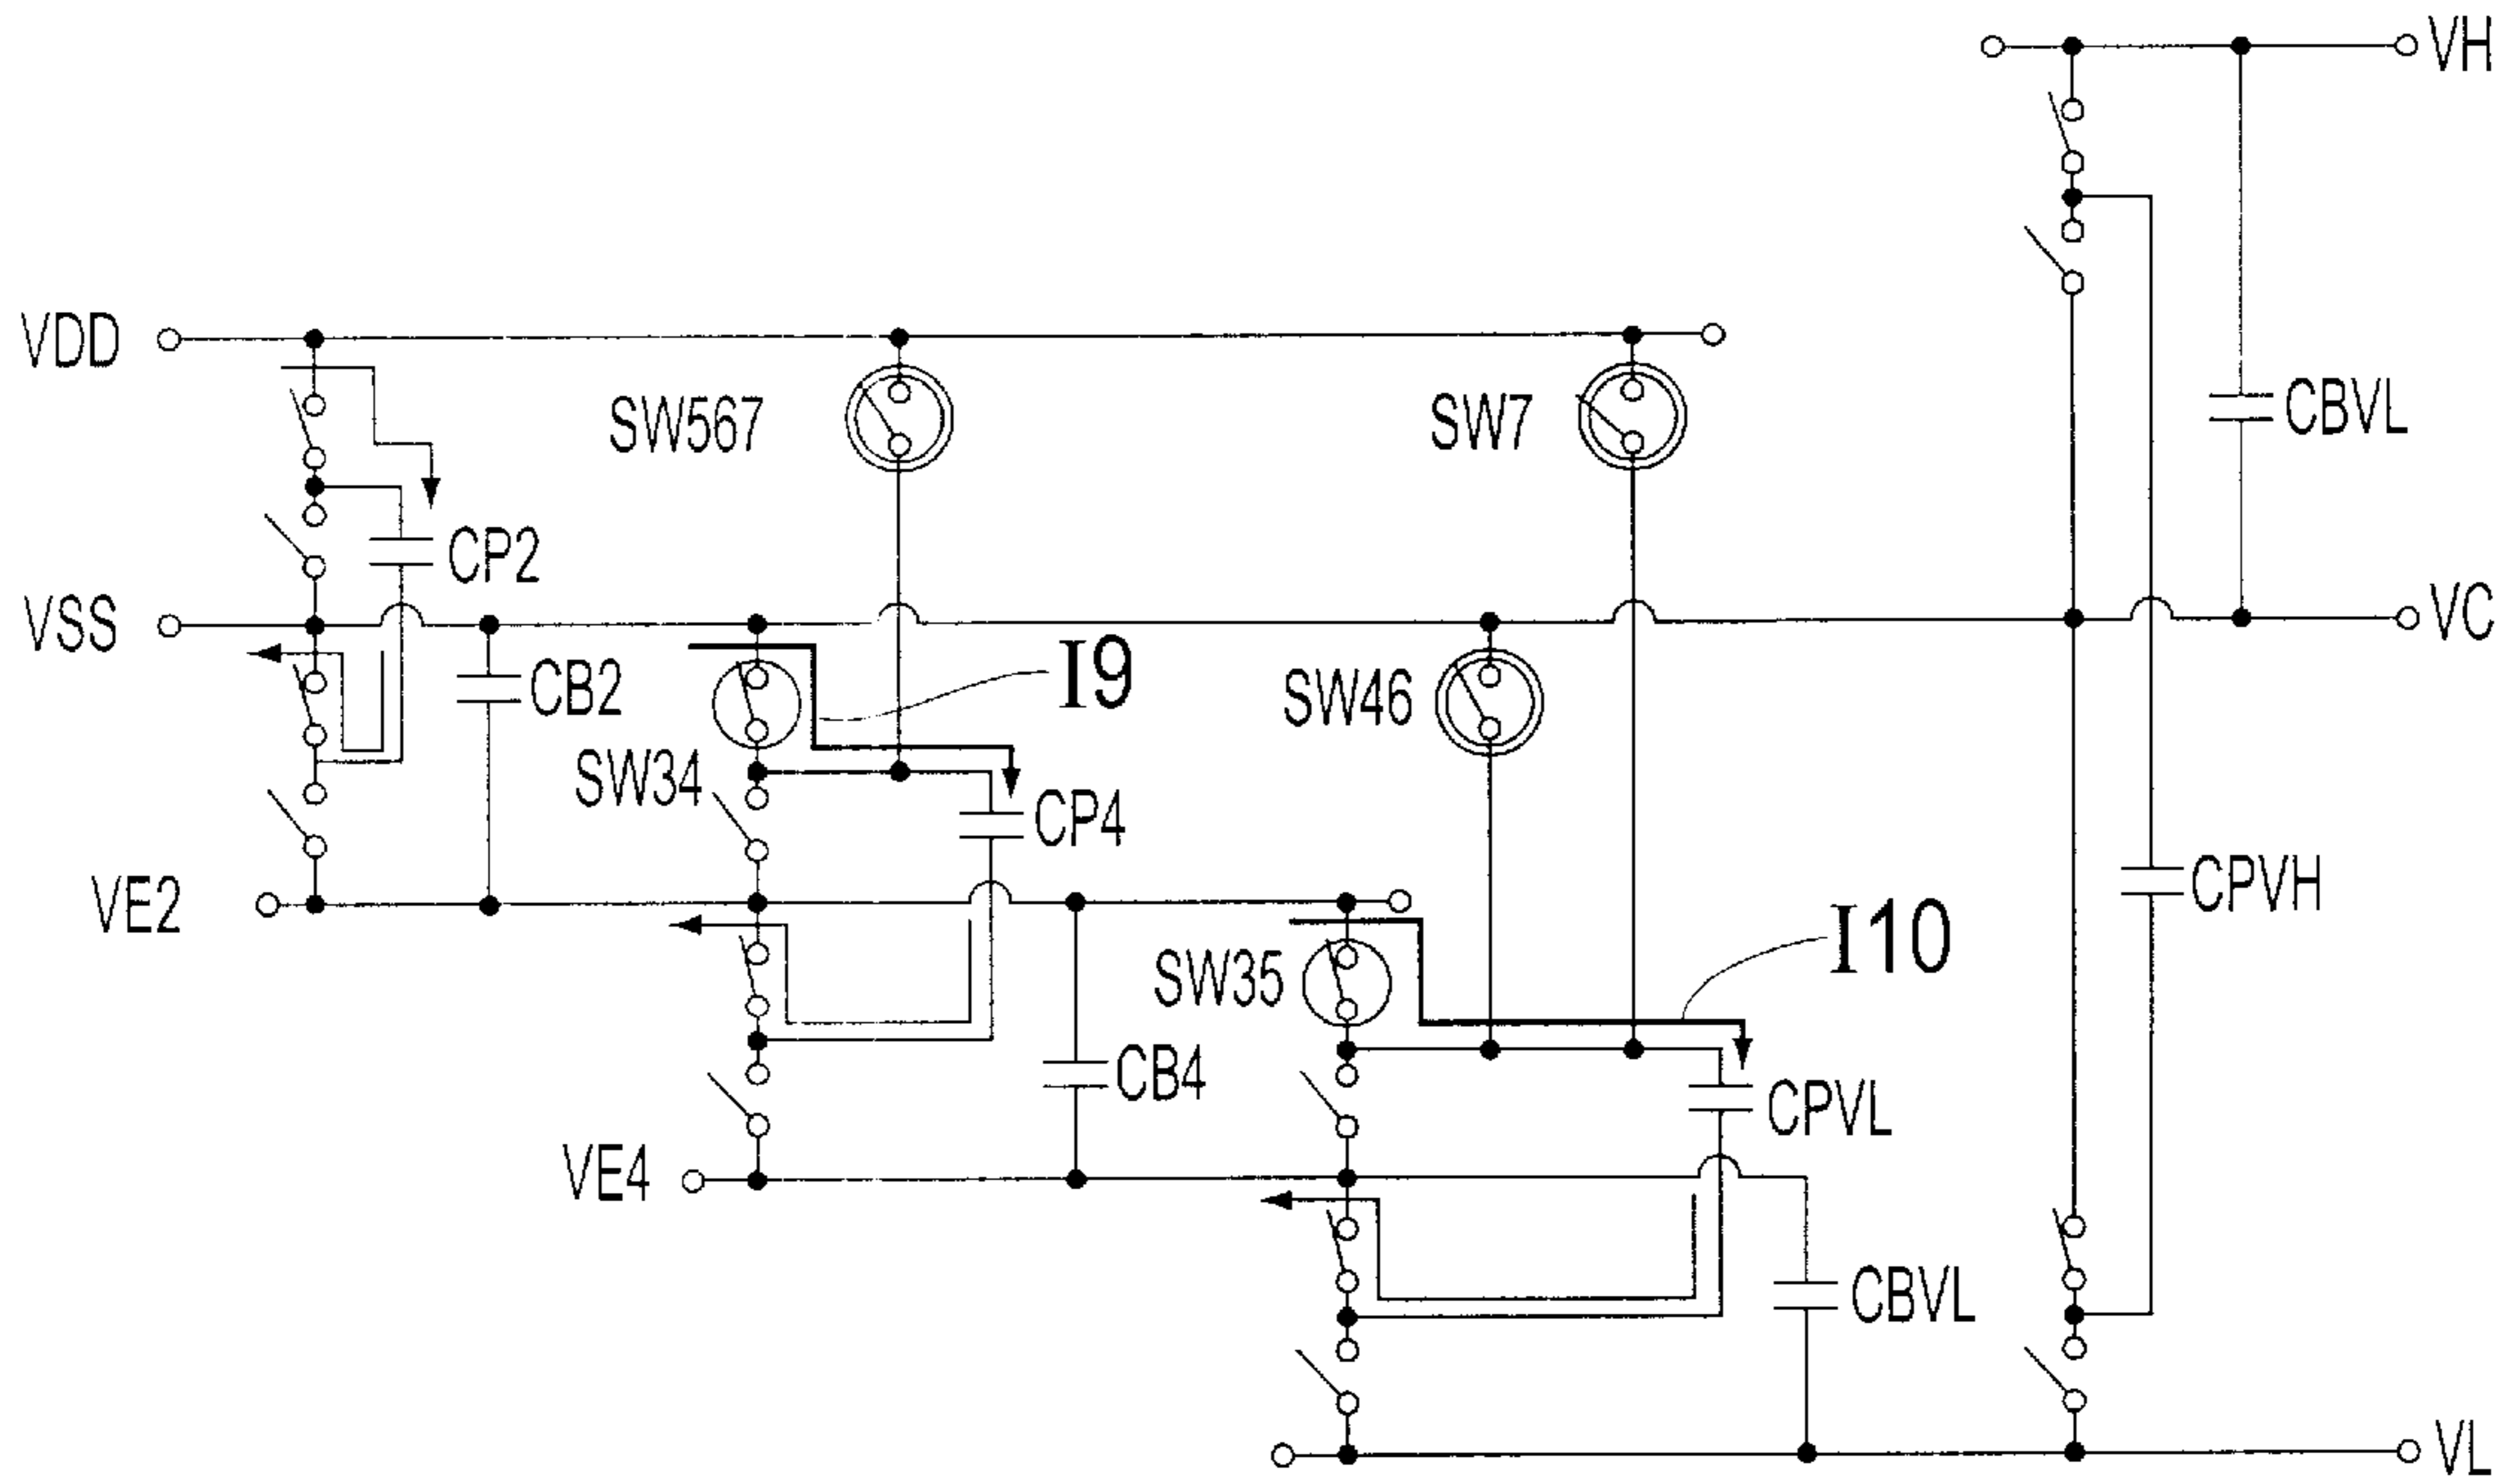 VH
VDD
SW567
SW7
CBVL
CP2
VSS
VC
CB2
I9
SW46
SW34
CP4
VE2
CPVH
I10
SW35
CB4
CPVL
VE4
CBVL
VL